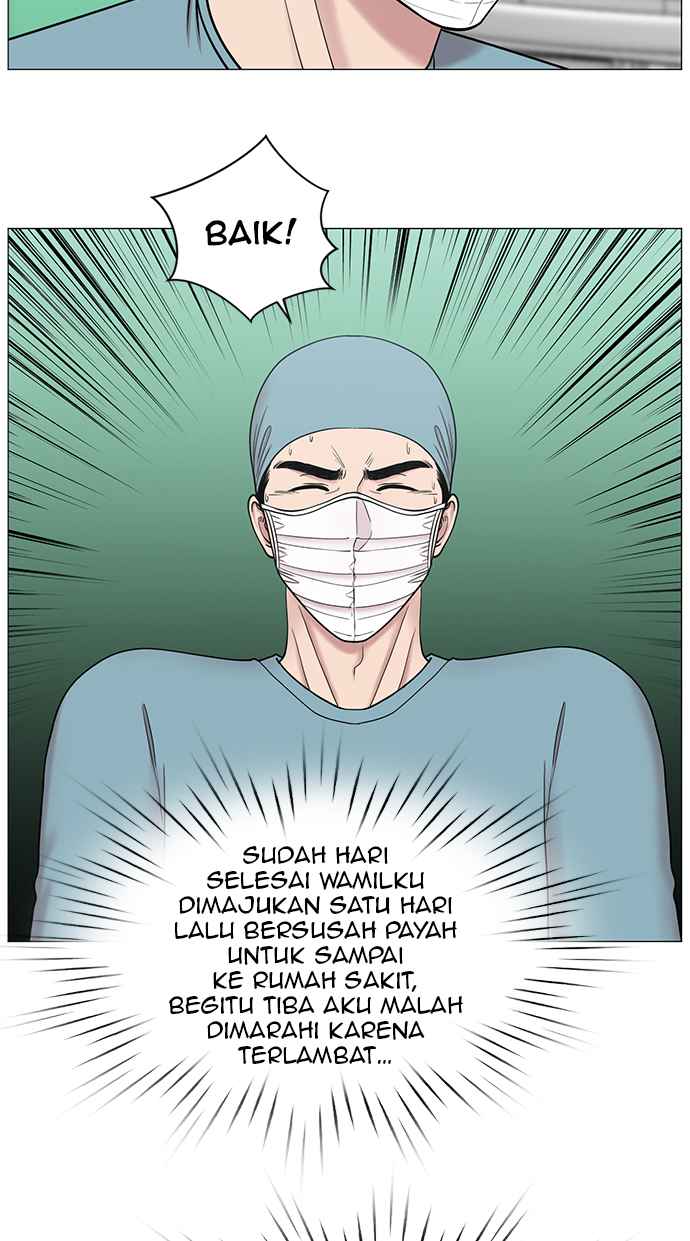 BAIK!
SUDAH HARI
SELESAI WAMILKU
DIMAJUKAN SATU HARI
LALU BERSUSAH PAYAH
UNTUK SAMPAI
KE RUMAH SAKIT,
BEGITU TIBA AKU MALAH
DIMARAHI KARENA
TERLAMBAT...